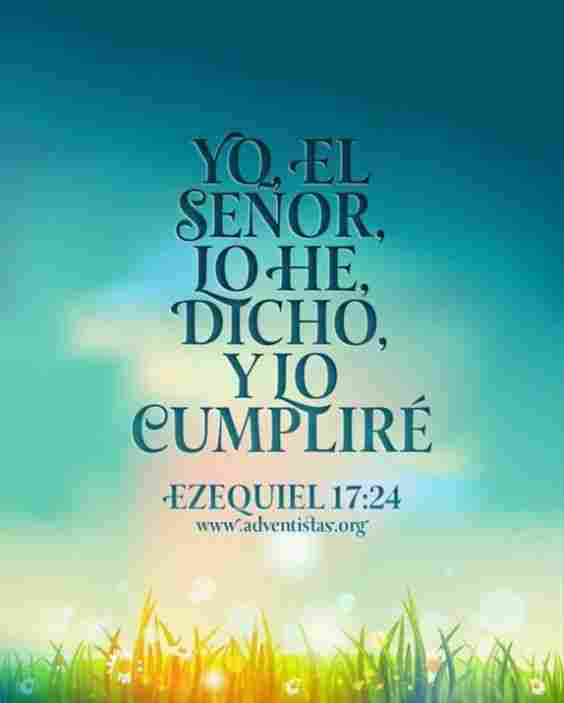 YO, EL
SEÑOR,
LO HE,
DICHO,
Y LO
CUMPLIRÉ
EZEQUIEL 17:24
www.adventistas.org